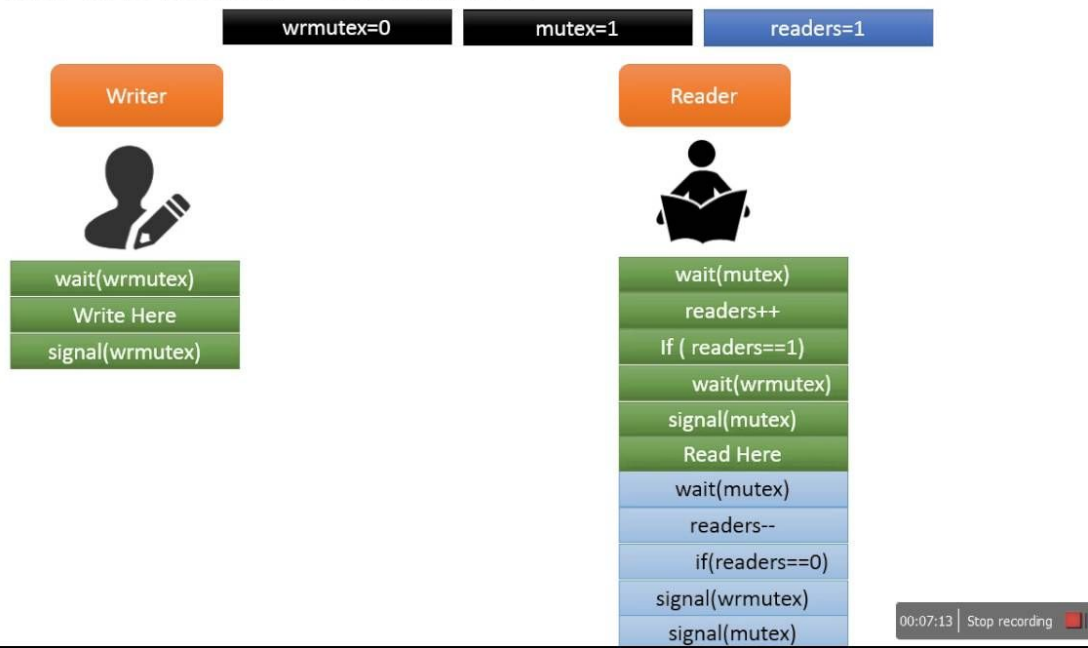 wrmutex=0
mutex=1
readers=1
Writer
wait(wrmutex)
Write Here
signal(wrmutex)
Reader
wait(mutex)
readers++
If ( readers==1)
wait(wrmutex)
signal(mutex)
Read Here
wait(mutex)
readers--
if(readers==0)
signal(wrmutex)
signal(mutex)
00:07:13 Stop recording